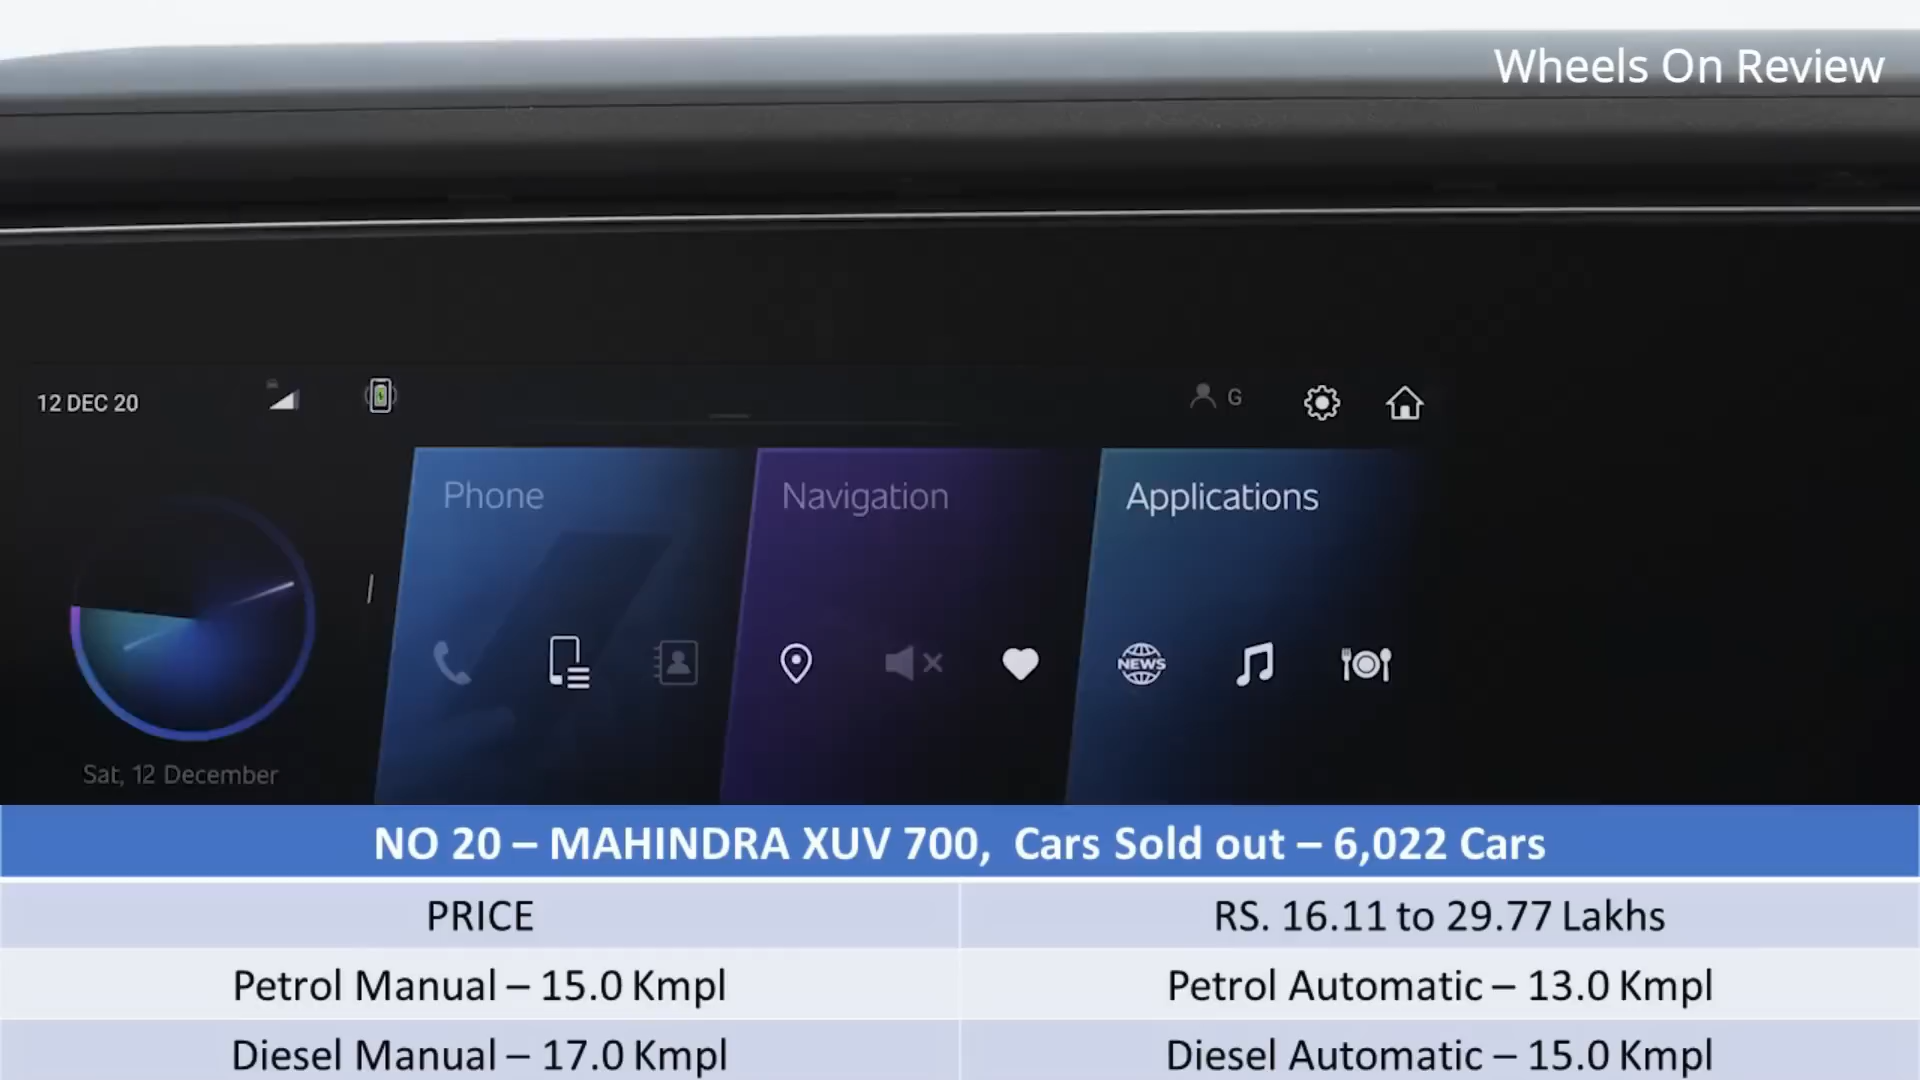 Wheels On Review
12 DEC 20
G
Phone
Navigation
Applications
NEWS
Sat, 12 December
NO 20 – MAHINDRA XUV 700, Cars Sold out – 6,022 Cars
PRICE
RS. 16.11 to 29.77 Lakhs
Petrol Manual – 15.0 Kmpl
Petrol Automatic – 13.0 Kmpl
Diesel Manual – 17.0 Kmpl
Diesel Automatic – 15.0 Kmpl